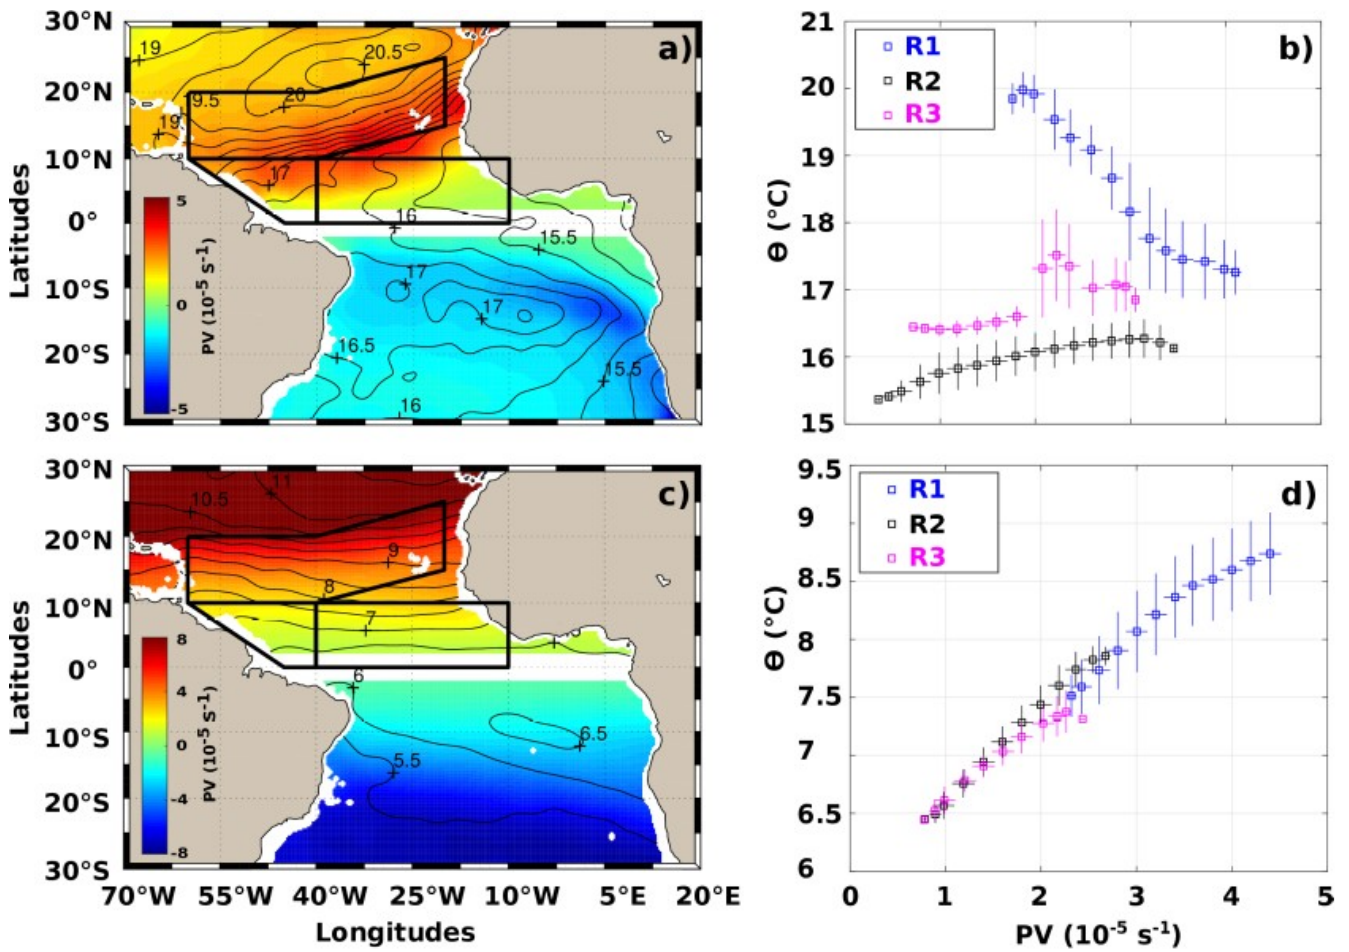 30°N
20°N
10°N
0°
10°S
20°S
30°S
Latitudes
a)
19
20.5
20
9.5
19
17
16
15.5
17
17
16.5
15.5
16
5
0
-5
PV (10-5 s-1)
b)
R1
R2
R3
21
20
19
18
17
16
15
Θ (°C)
30°N
20°N
10°N
0°
10°S
20°S
30°S
Latitudes
c)
10.5
11
9
8
7
6
6.5
5.5
8
4
0
-4
-8
PV (10-5 s-1)
70°W
55°W
40°W
25°W
10°W
5°E
20°E
Longitudes
d)
R1
R2
R3
9.5
9
8.5
8
7.5
7
6.5
6
Θ (°C)
0
1
2
3
4
5
PV (10-5 s-1)